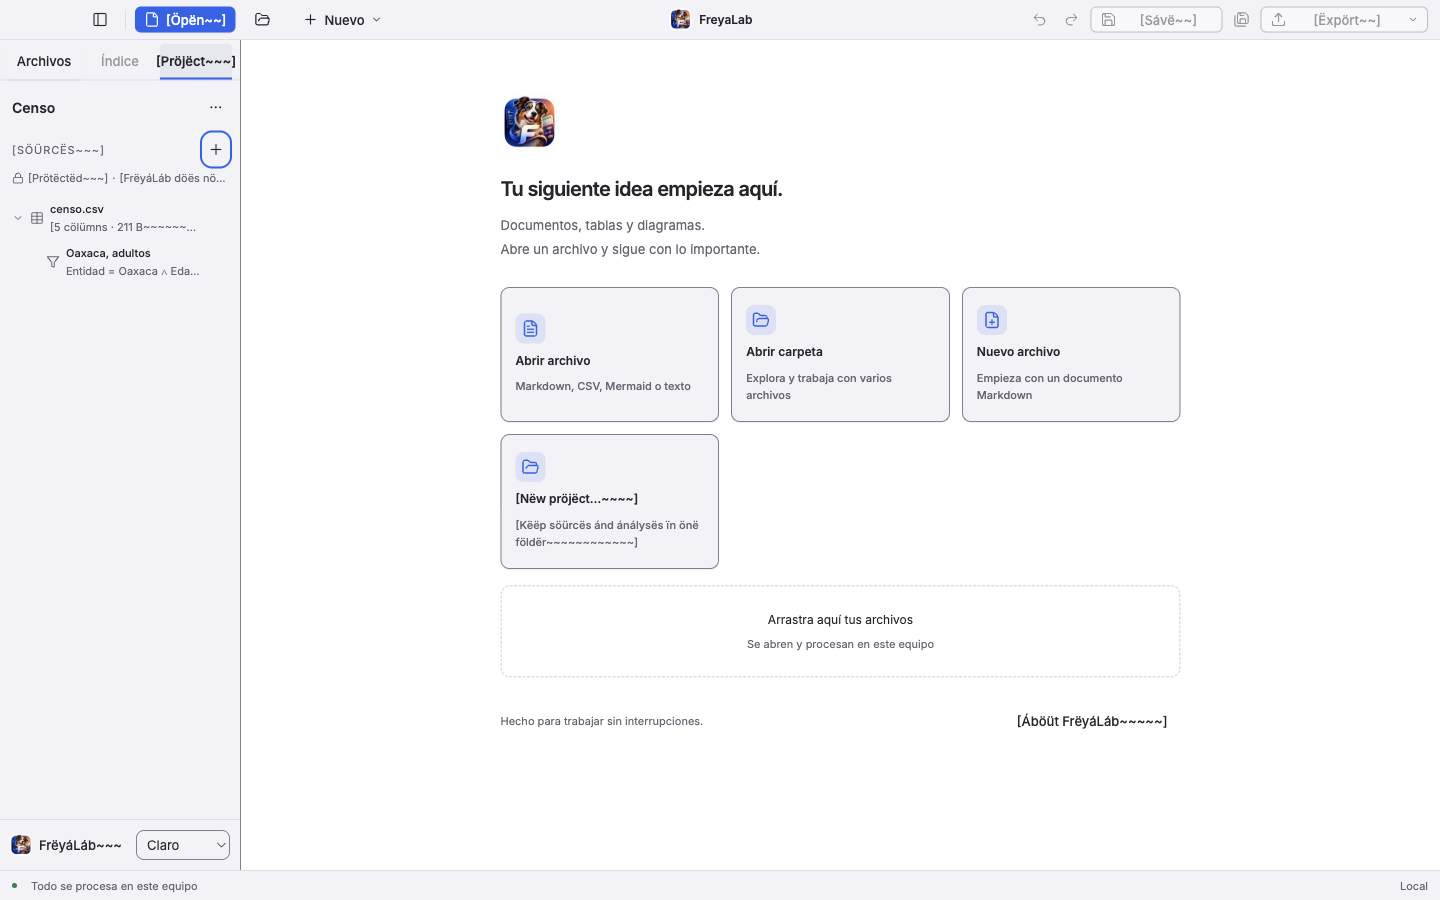 [Öpën~~]
Nuevo
FreyaLab
[Sávë~~]
[Ëxpört~~]
Archivos
Índice
[Pröjëct~~~]
Censo
[SÖÜRCËS~~~]
[Prötëctëd~~~] · [FrëyáLáb döës nö...
censo.csv
[5 cölümns · 211 B~~~~~~...
Oaxaca, adultos
Entidad = Oaxaca ∧ Eda...
Tu siguiente idea empieza aquí.
Documentos, tablas y diagramas.
Abre un archivo y sigue con lo importante.
Abrir archivo
Markdown, CSV, Mermaid o texto
Abrir carpeta
Explora y trabaja con varios
archivos
Nuevo archivo
Empieza con un documento
Markdown
[Nëw pröjëct...~~~~]
[Këëp söürcës ánd ánálysës ïn önë
földër~~~~~~~~~~~~]
Arrastra aquí tus archivos
Se abren y procesan en este equipo
Hecho para trabajar sin interrupciones.
[Áböüt FrëyáLáb~~~~~]
FrëyáLáb~~~
Claro
Todo se procesa en este equipo
Local